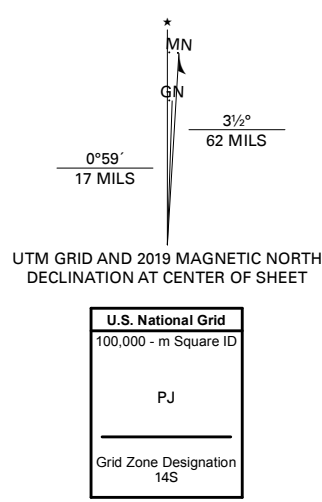 ★
MN
GN
3½°
62 MILS
0°59´
17 MILS
UTM GRID AND 2019 MAGNETIC NORTH
DECLINATION AT CENTER OF SHEET
U.S. National Grid
100,000 - m Square ID
PJ
Grid Zone Designation
14S